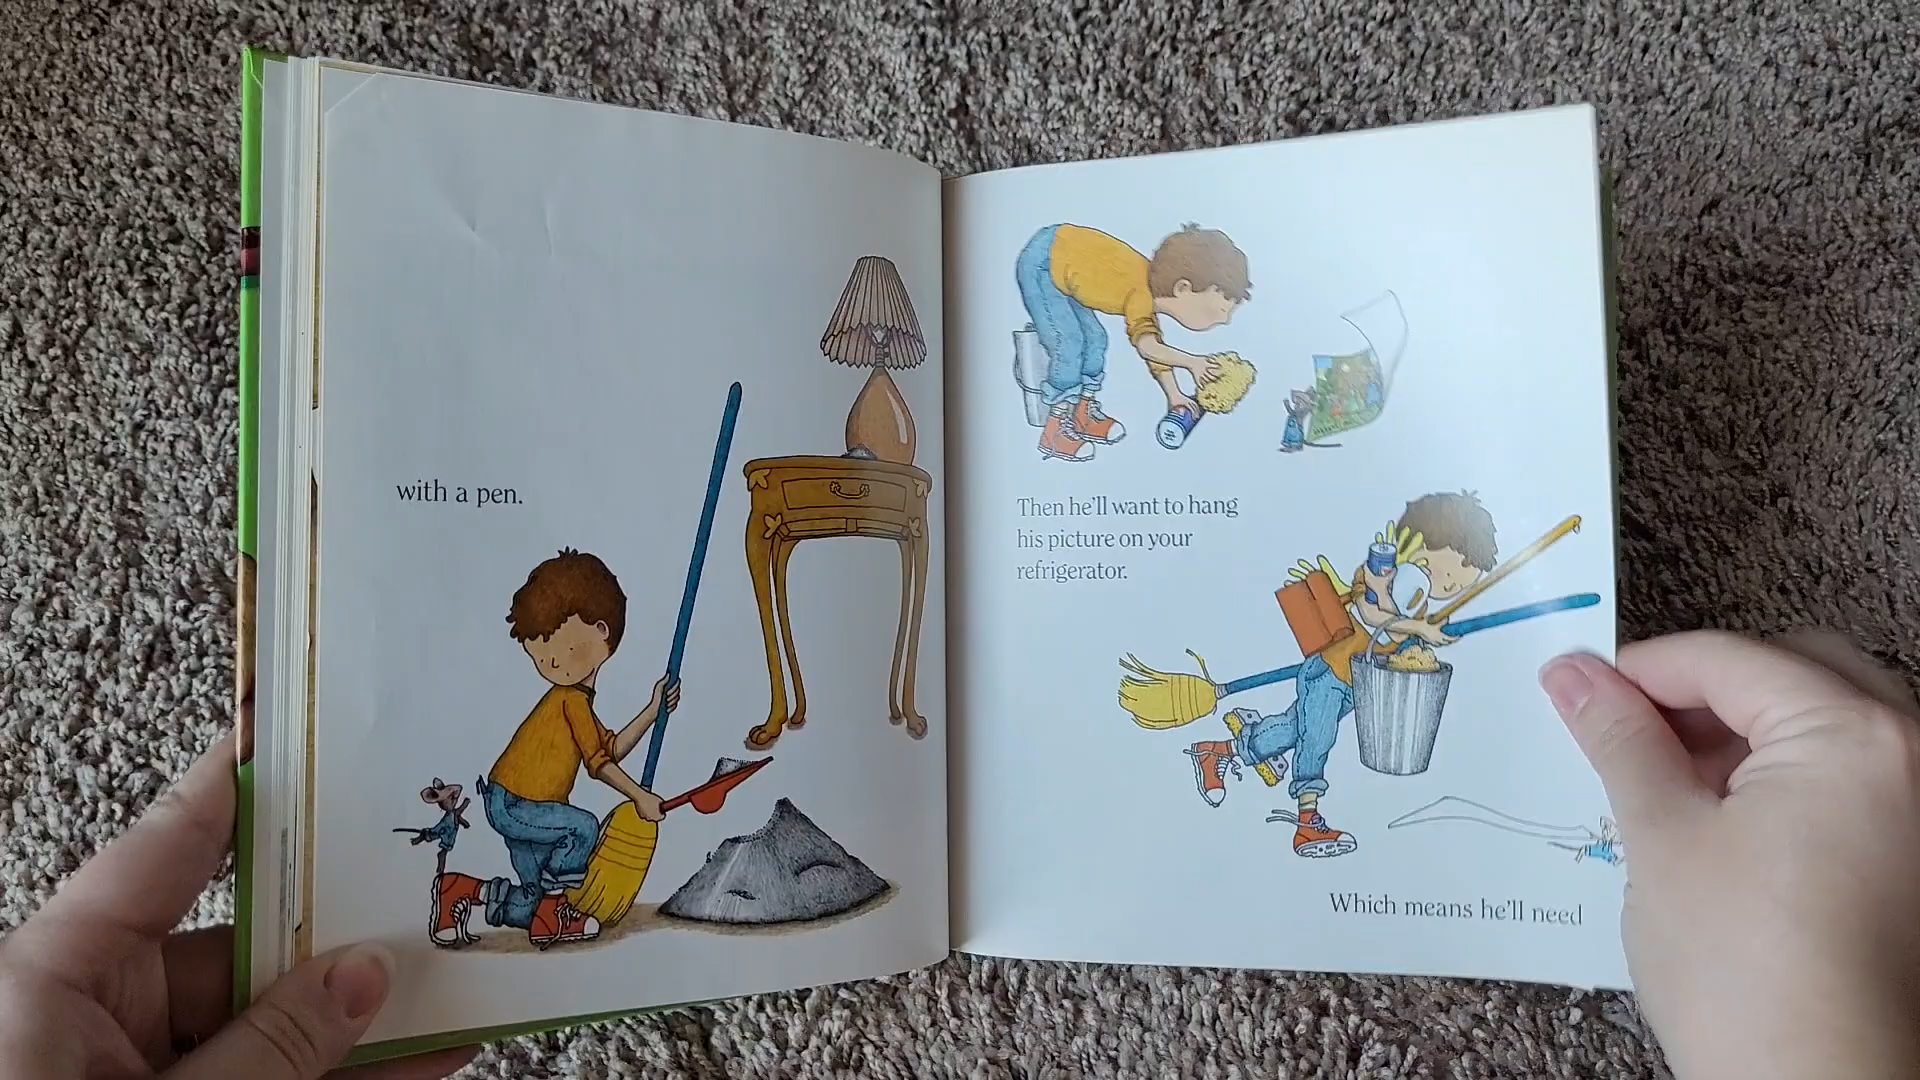 with a pen.
Then he'll want to hang
his picture on your
refrigerator.
Which means he'll need